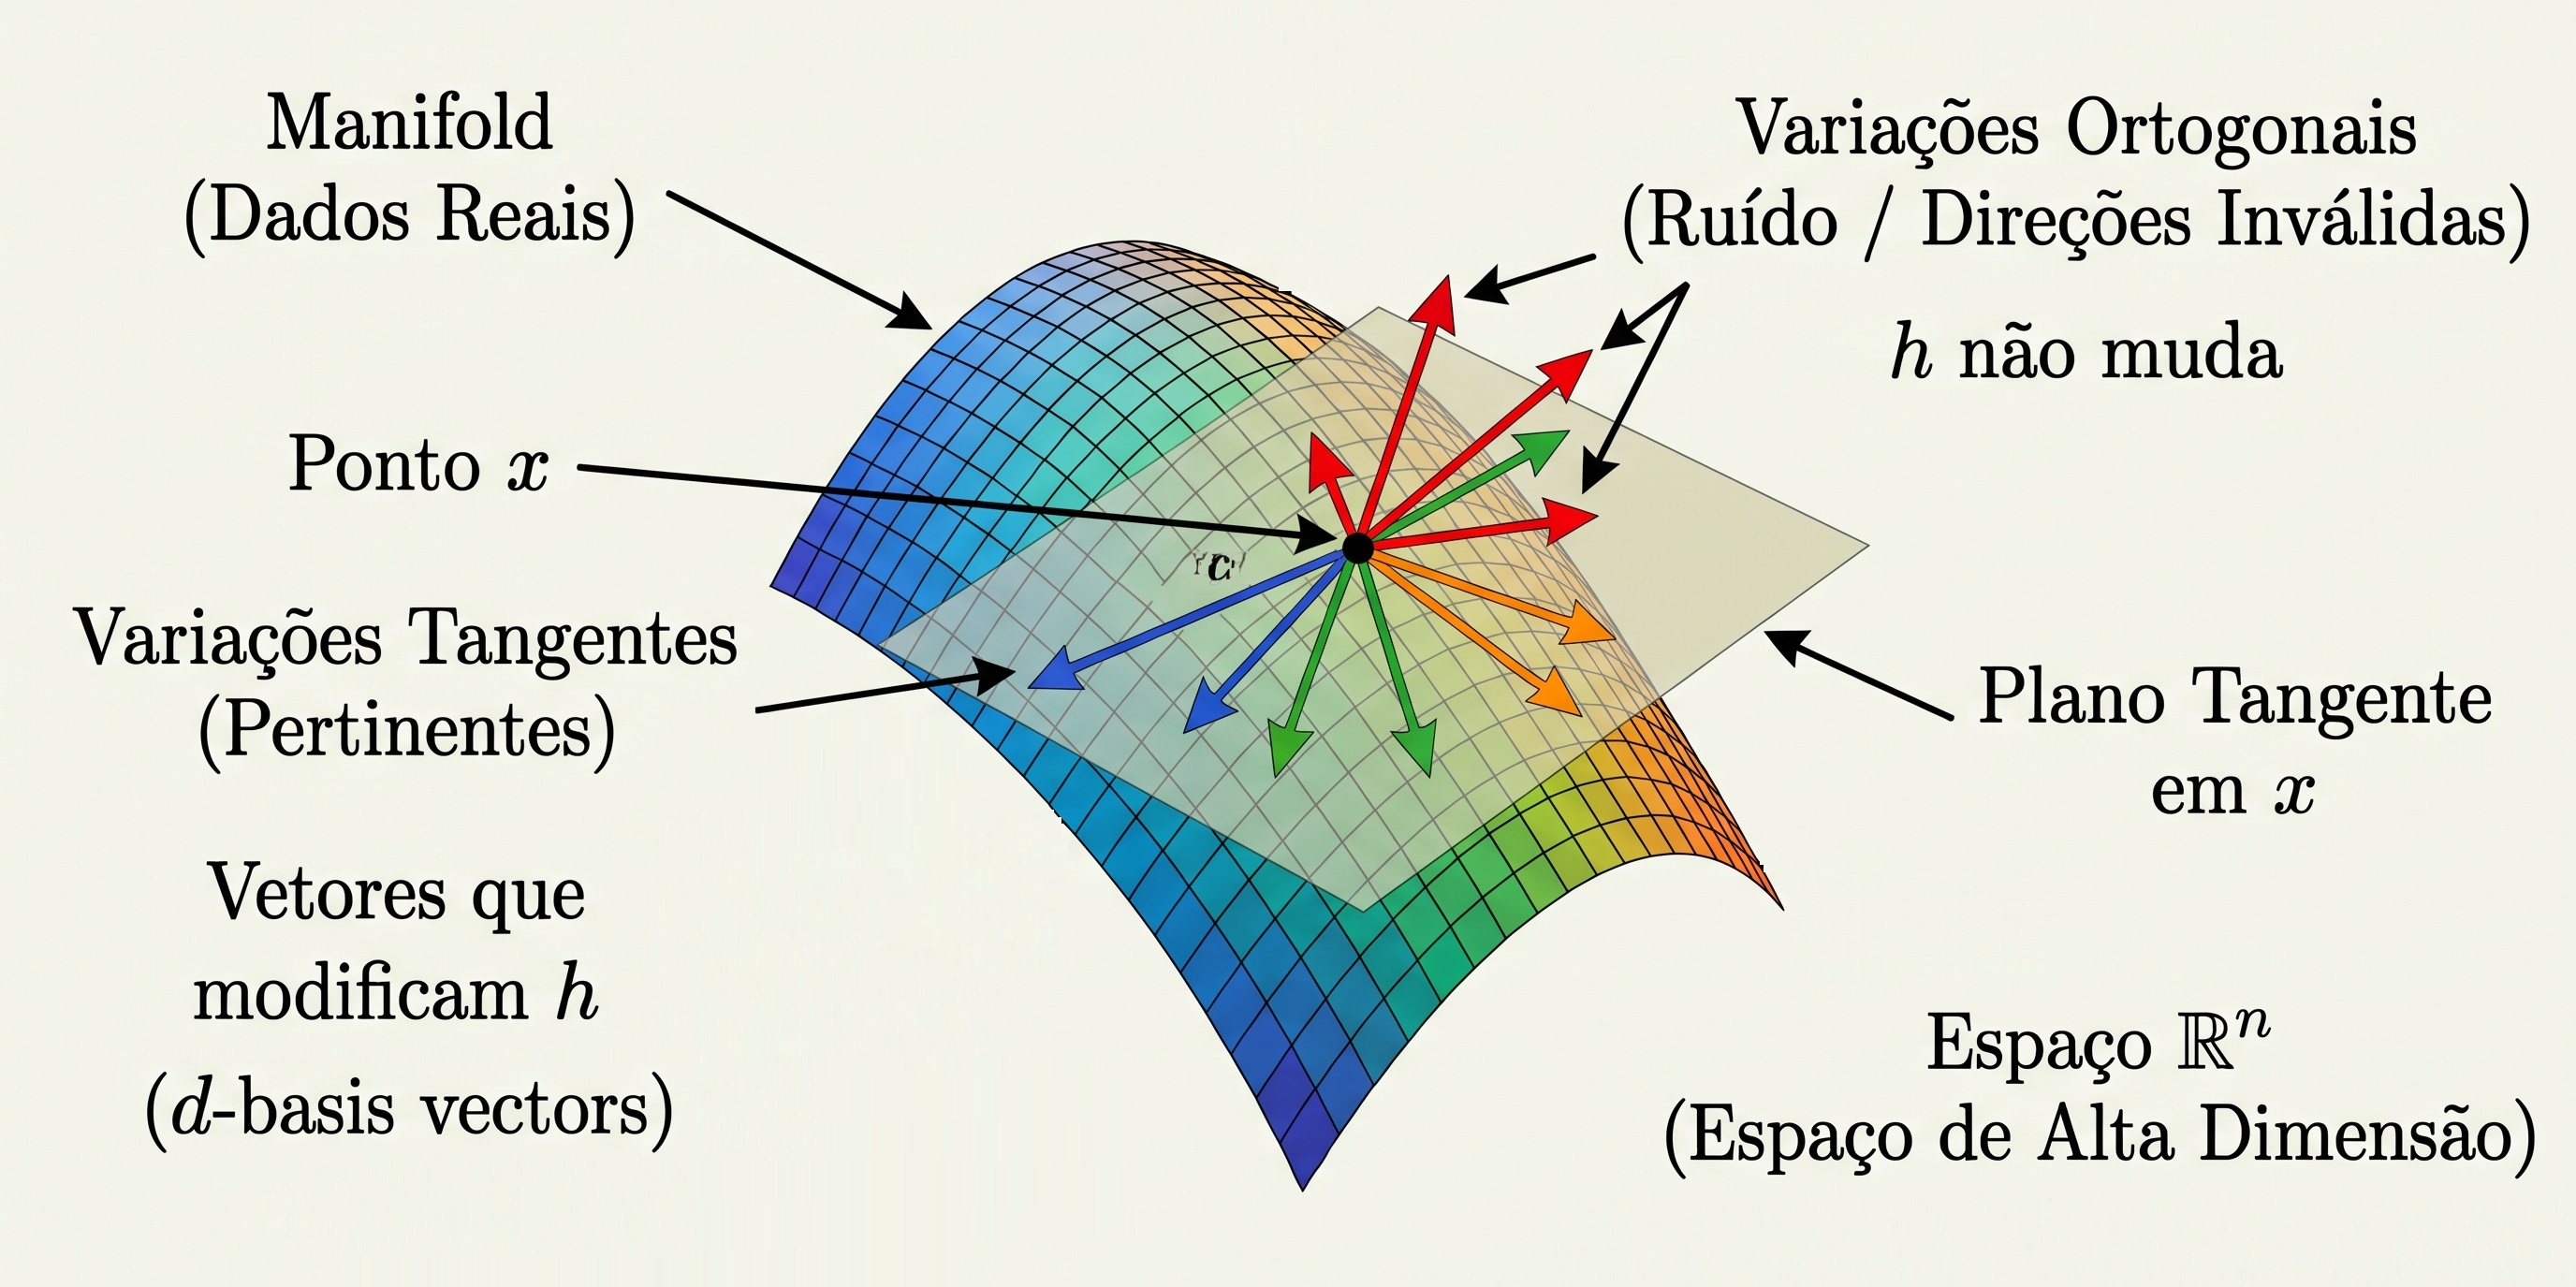 Manifold
(Dados Reais)
Variações Ortogonais
(Ruído / Direções Inválidas)
h não muda
Ponto x
Variações Tangentes
(Pertinentes)
Plano Tangente
em x
Vetores que
modificam h
(d-basis vectors)
Espaço ℝⁿ
(Espaço de Alta Dimensão)